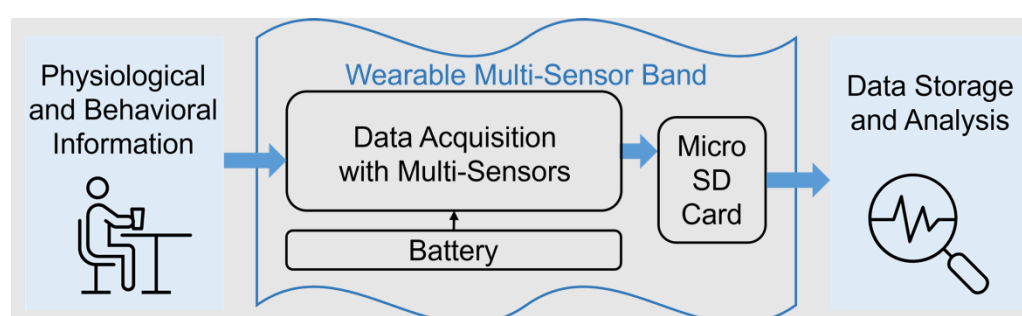 Physiological
and Behavioral
Information
Wearable Multi-Sensor Band
Data Acquisition
with Multi-Sensors
Battery
Micro
SD
Card
Data Storage
and Analysis